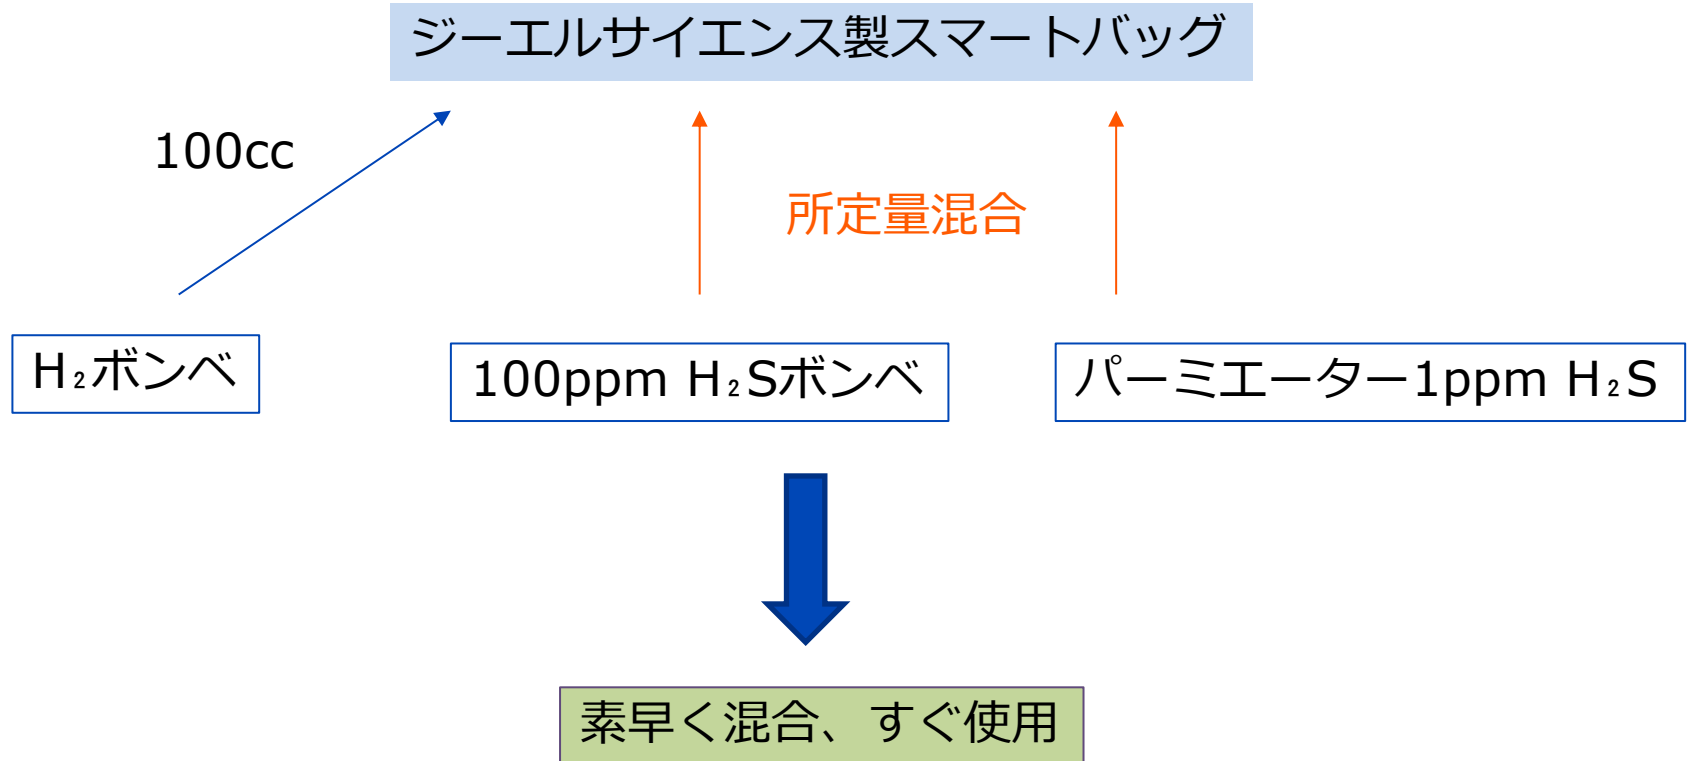 ジーエルサイエンス製スマートバッグ
100cc
所定量混合
H₂ボンベ
100ppm H₂Sボンベ
パーミエーター1ppm H₂S
素早く混合、すぐ使用